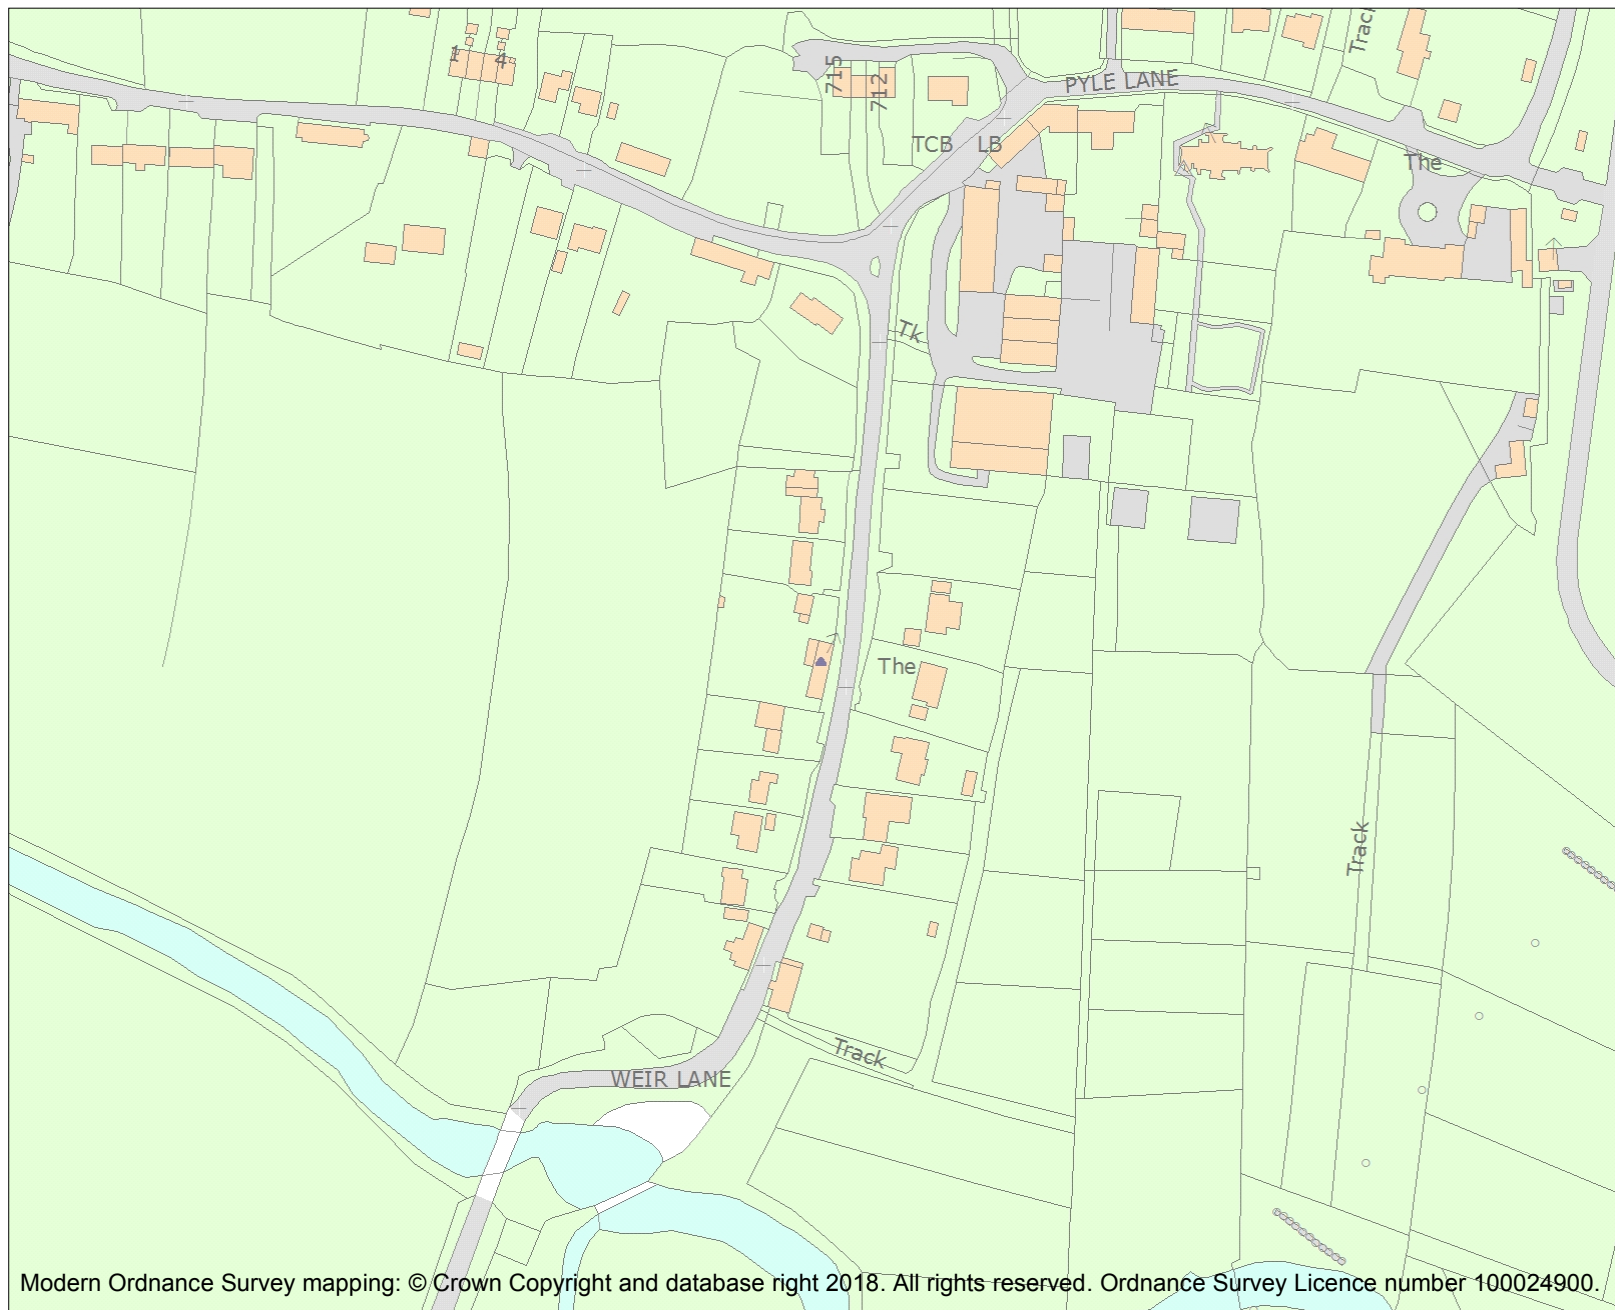 1
4
715
712
PYLE LANE
Track
TCB
LB
The
Tk
The
Track
Track
WEIR LANE
Modern Ordnance Survey mapping: © Crown Copyright and database right 2018. All rights reserved. Ordnance Survey Licence number 100024900.